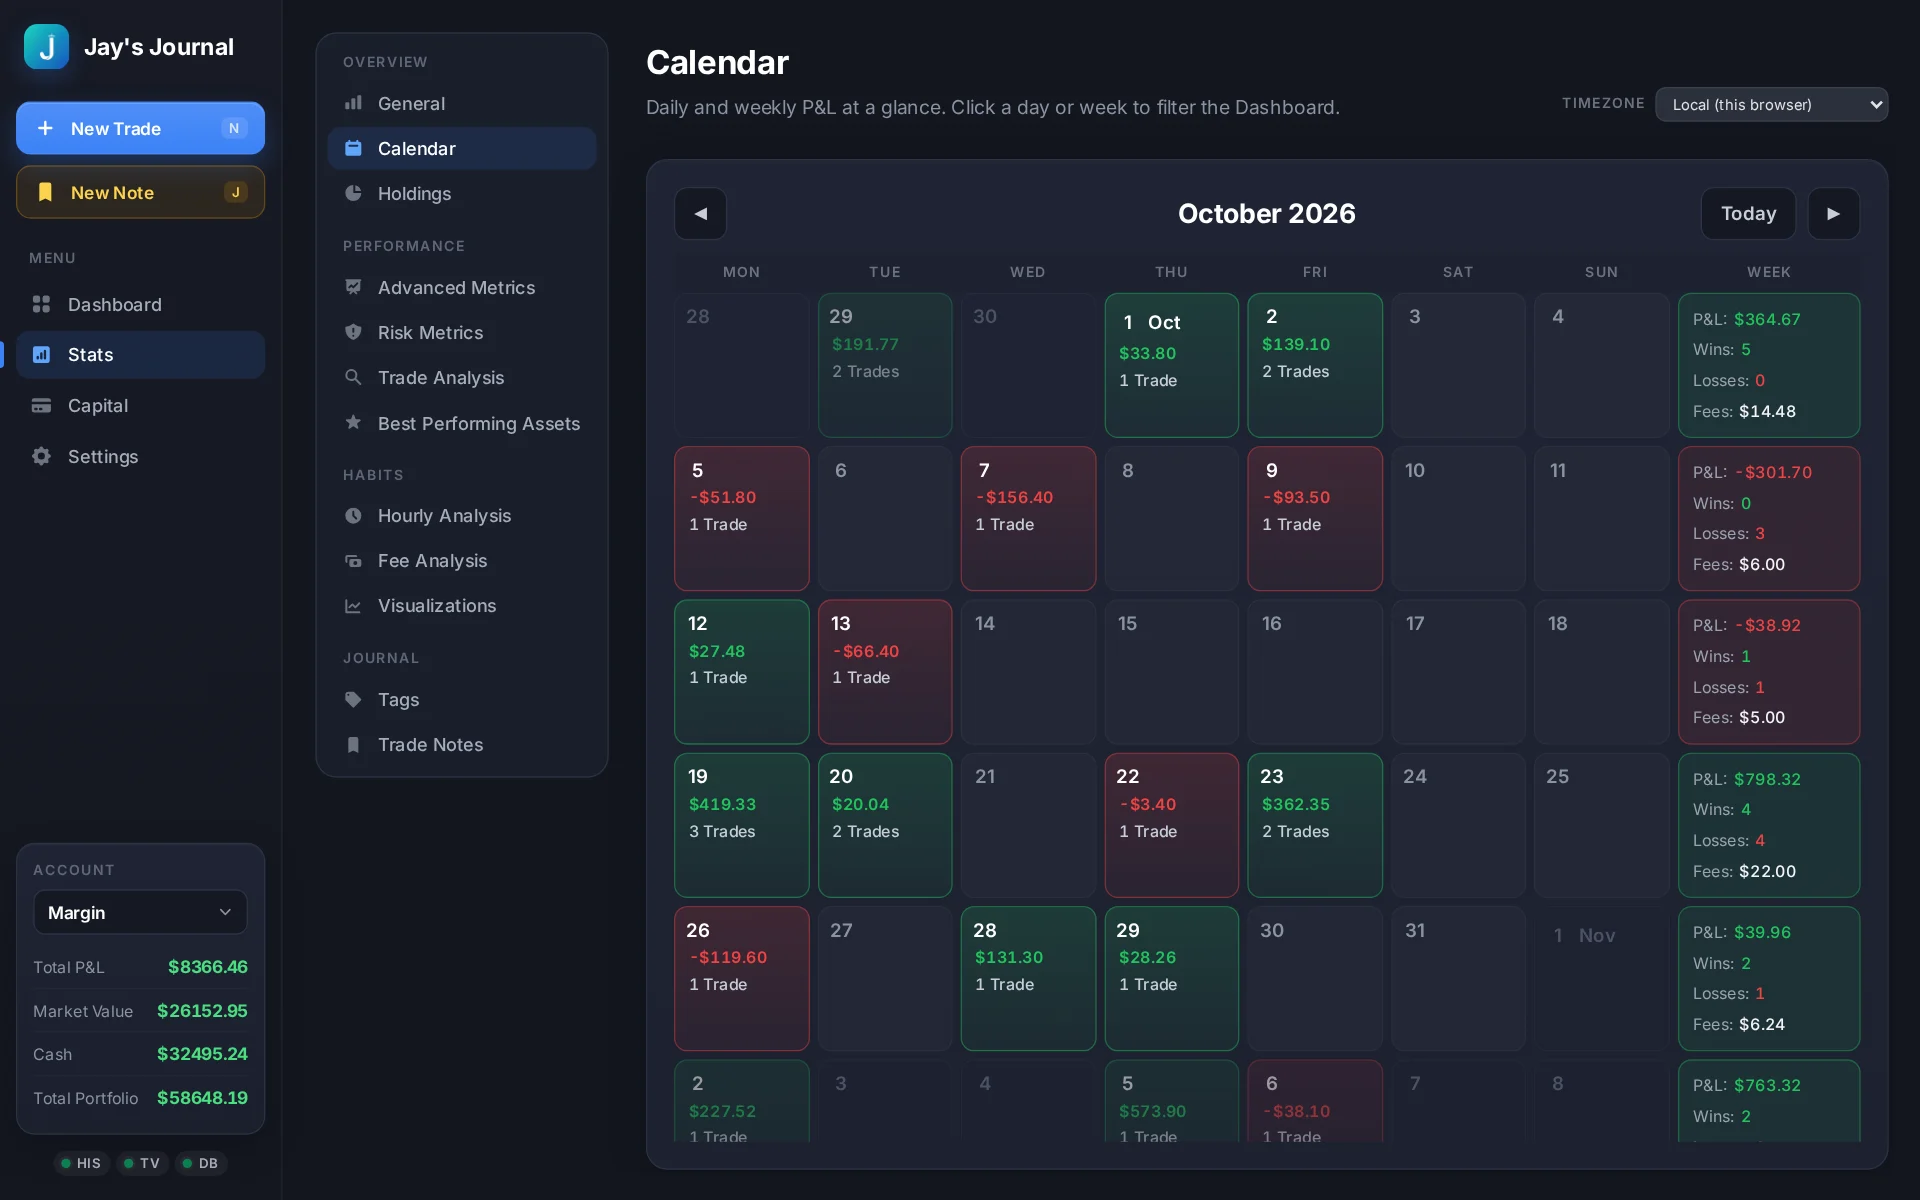 Jay's Journal
New Trade N
New Note J
MENU
Dashboard
Stats
Capital
Settings
ACCOUNT
Margin
Total P&L $8366.46
Market Value $26152.95
Cash $32495.24
Total Portfolio $58648.19
HIS TV DB
OVERVIEW
General
Calendar
Holdings
PERFORMANCE
Advanced Metrics
Risk Metrics
Trade Analysis
Best Performing Assets
HABITS
Hourly Analysis
Fee Analysis
Visualizations
JOURNAL
Tags
Trade Notes
Calendar
Daily and weekly P&L at a glance. Click a day or week to filter the Dashboard.
TIMEZONE Local (this browser)
October 2026
Today
MON TUE WED THU FRI SAT SUN WEEK
28
29
$191.77
2 Trades
30
1 Oct
$33.80
1 Trade
2
$139.10
2 Trades
3
4
P&L: $364.67
Wins: 5
Losses: 0
Fees: $14.48
5
-$51.80
1 Trade
6
7
-$156.40
1 Trade
8
9
-$93.50
1 Trade
10
11
P&L: -$301.70
Wins: 0
Losses: 3
Fees: $6.00
12
$27.48
1 Trade
13
-$66.40
1 Trade
14
15
16
17
18
P&L: -$38.92
Wins: 1
Losses: 1
Fees: $5.00
19
$419.33
3 Trades
20
$20.04
2 Trades
21
22
-$3.40
1 Trade
23
$362.35
2 Trades
24
25
P&L: $798.32
Wins: 4
Losses: 4
Fees: $22.00
26
-$119.60
1 Trade
27
28
$131.30
1 Trade
29
$28.26
1 Trade
30
31
1 Nov
P&L: $39.96
Wins: 2
Losses: 1
Fees: $6.24
2
$227.52
1 Trade
3
4
5
$573.90
1 Trade
6
-$38.10
1 Trade
7
8
P&L: $763.32
Wins: 2